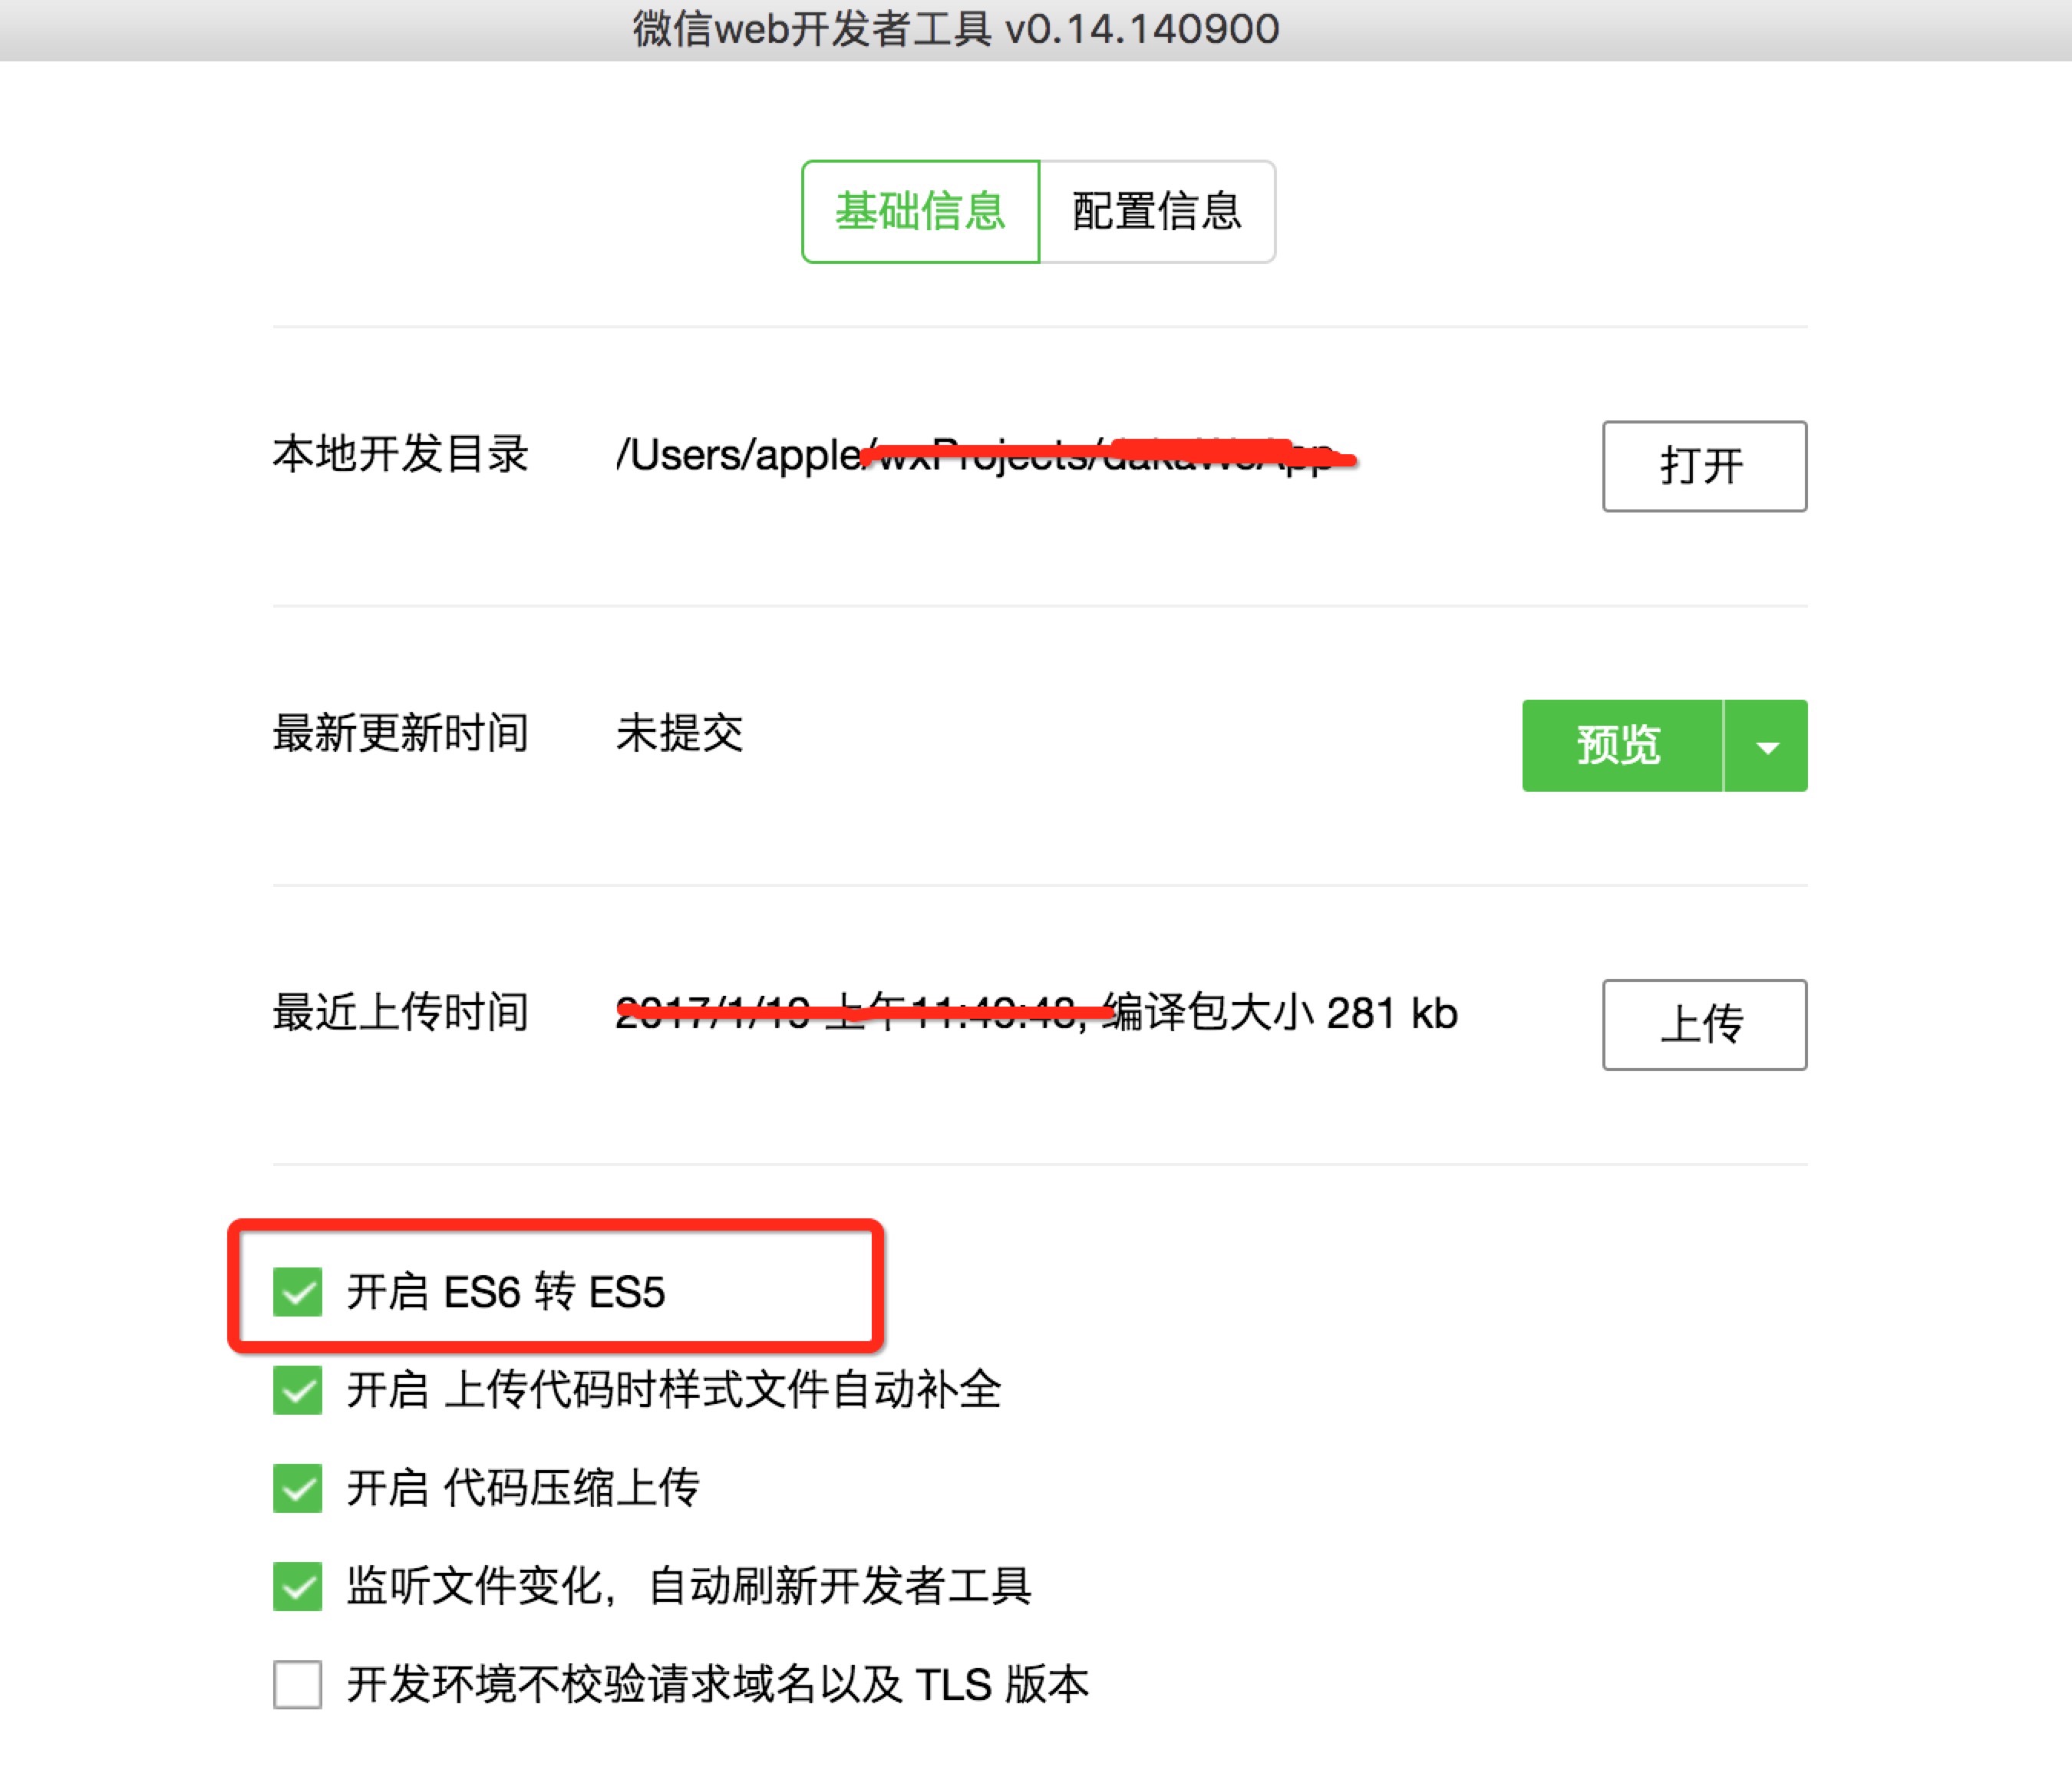 微信web开发者工具 v0.14.140900
基础信息 配置信息
本地开发目录 /Users/apple/wxProjects/ 打开
最新更新时间 未提交 预览
最近上传时间 编译包大小 281 kb 上传
开启 ES6 转 ES5
开启 上传代码时样式文件自动补全
开启 代码压缩上传
监听文件变化，自动刷新开发者工具
开发环境不校验请求域名以及 TLS 版本